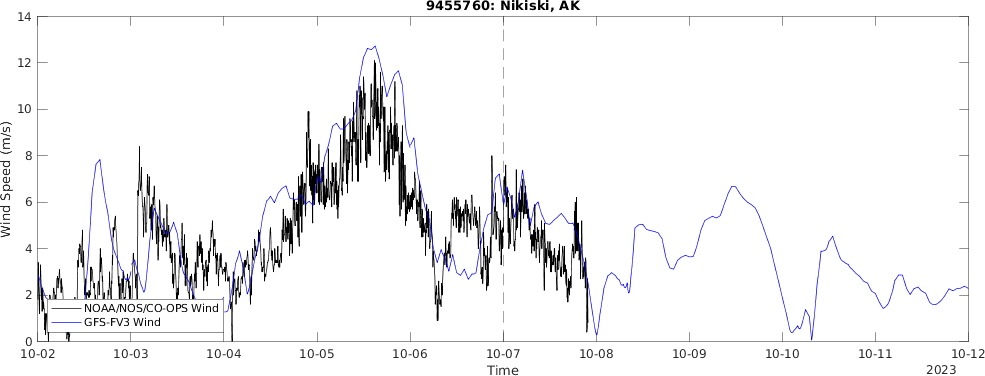 9455760: Nikiski, AK
14
12
10
8
6
4
2
0
Wind Speed (m/s)
NOAA/NOS/CO-OPS Wind
GFS-FV3 Wind
10-02 10-03 10-04 10-05 10-06 10-07 10-08 10-09 10-10 10-11 10-12
Time
2023